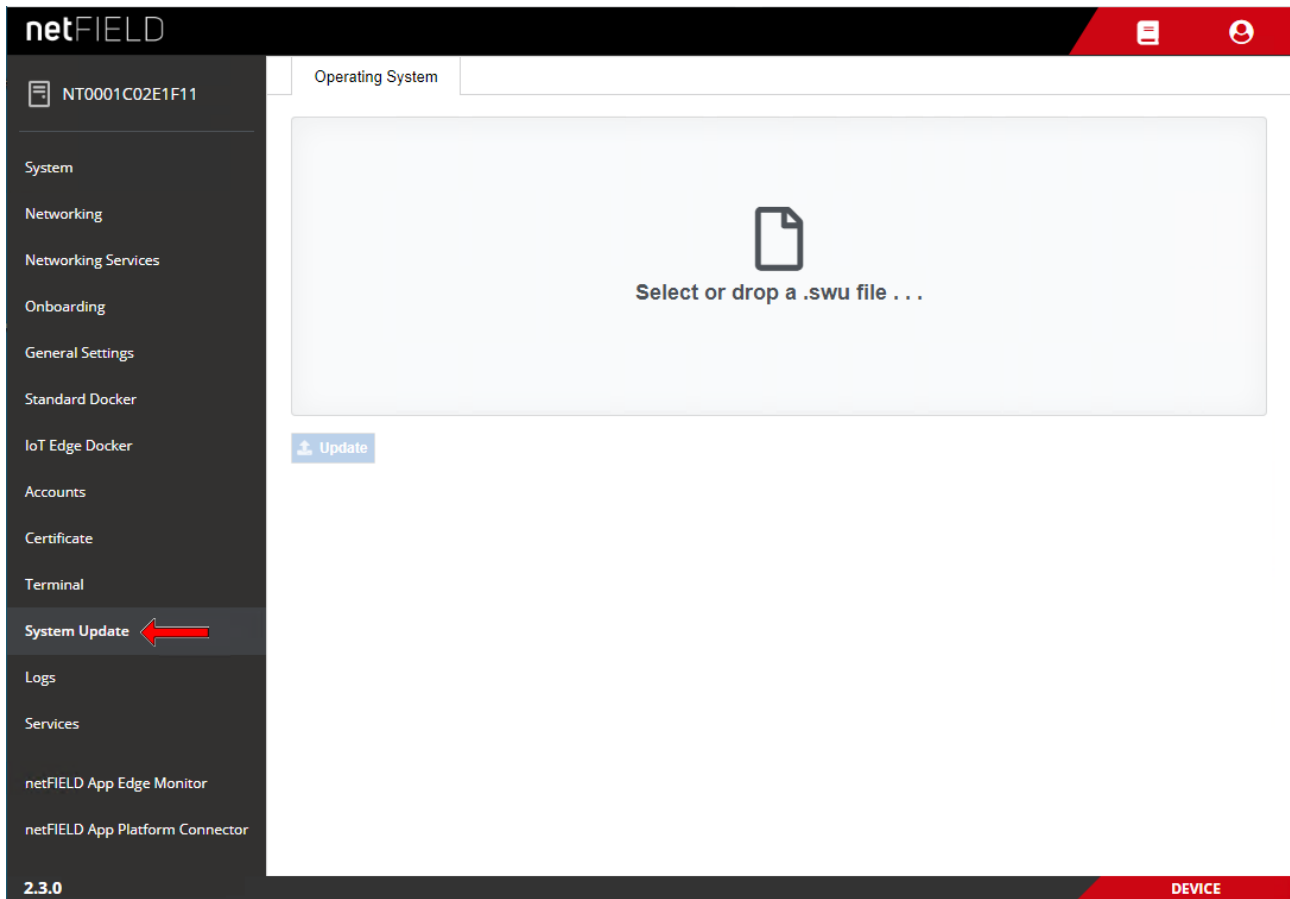 netFIELD
NT0001C02E1F11
Operating System
System
Networking
Networking Services
Onboarding
General Settings
Standard Docker
IoT Edge Docker
Accounts
Certificate
Terminal
System Update
Logs
Services
netFIELD App Edge Monitor
netFIELD App Platform Connector
Select or drop a .swu file . . .
Update
2.3.0
DEVICE